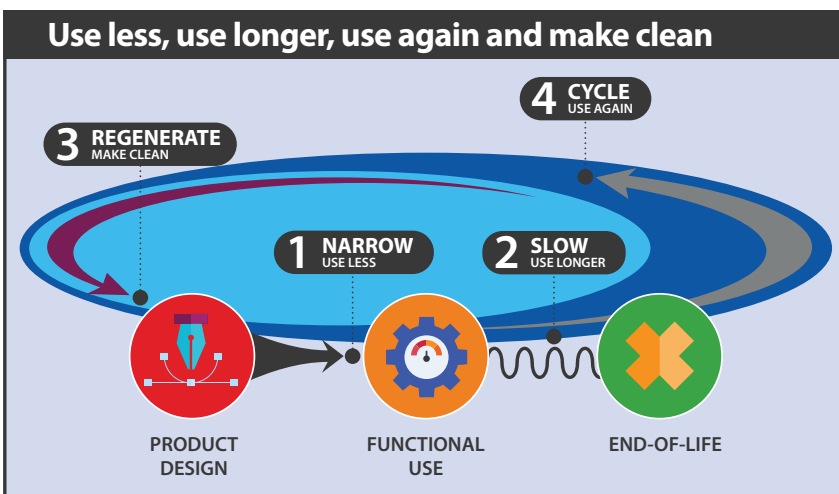 Use less, use longer, use again and make clean
4 CYCLE
USE AGAIN
3 REGENERATE
MAKE CLEAN
1 NARROW
USE LESS
2 SLOW
USE LONGER
PRODUCT
DESIGN
FUNCTIONAL
USE
END-OF-LIFE